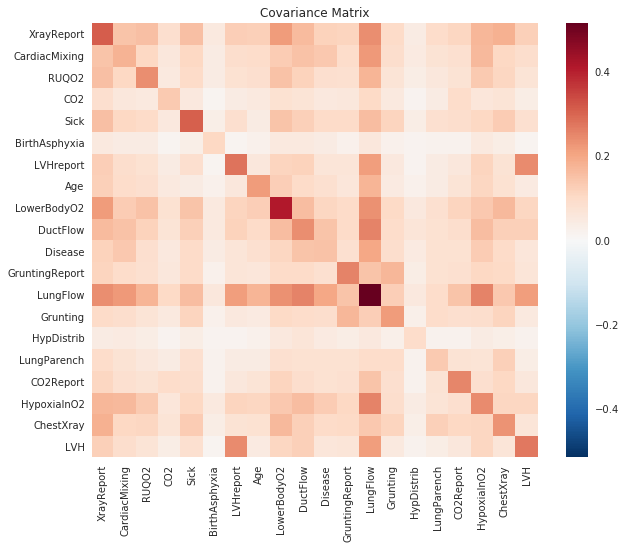 Covariance Matrix
XrayReport
CardiacMixing
RUQO2
CO2
Sick
BirthAsphyxia
LVHreport
Age
LowerBodyO2
DuctFlow
Disease
GruntingReport
LungFlow
Grunting
HypDistrib
LungParench
CO2Report
HypoxiaInO2
ChestXray
LVH
XrayReport
CardiacMixing
RUQO2
CO2
Sick
BirthAsphyxia
LVHreport
Age
LowerBodyO2
DuctFlow
Disease
GruntingReport
LungFlow
Grunting
HypDistrib
LungParench
CO2Report
HypoxiaInO2
ChestXray
LVH
0.4
0.2
0.0
−0.2
−0.4